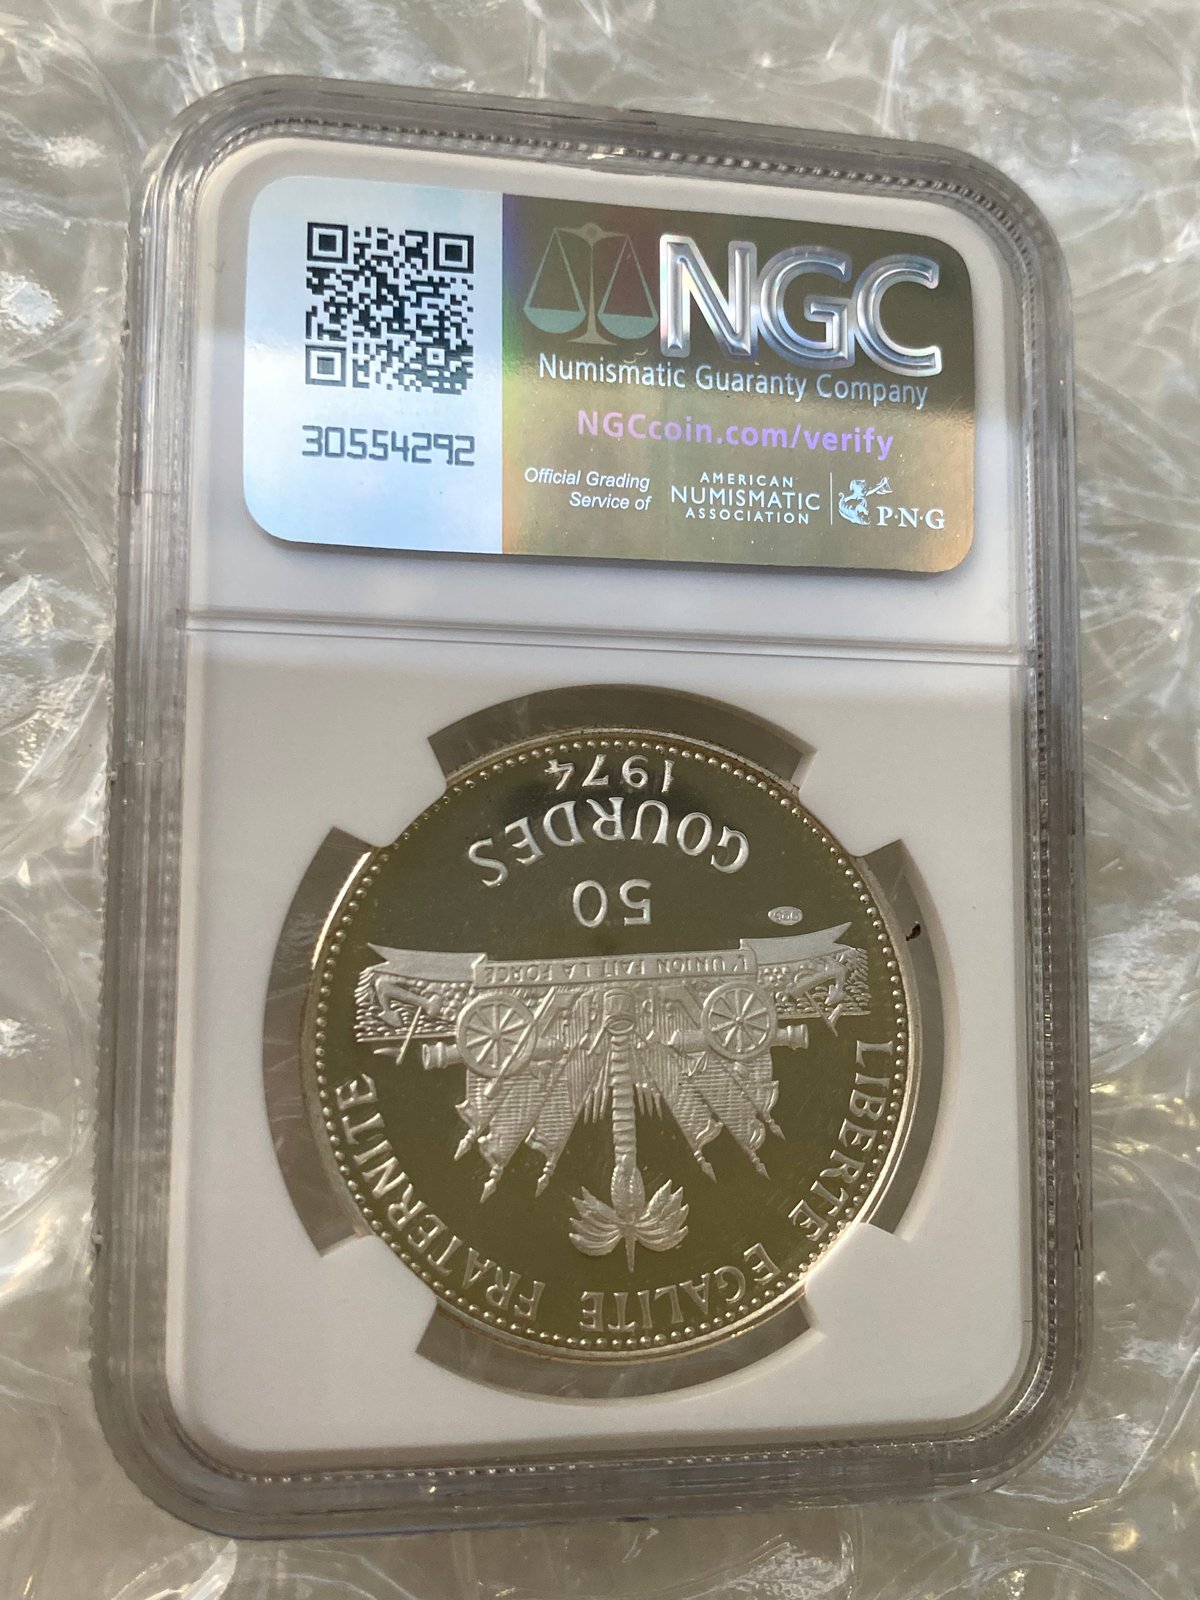 30554292
NGC
Numismatic Guaranty Company
NGCcoin.com/verify
Official Grading
Service of
AMERICAN
NUMISMATIC
ASSOCIATION
P·N·G
LIBERTE EGALITE FRATERNITE
L'UNION FAIT LA FORCE
50
GOURDES
1974